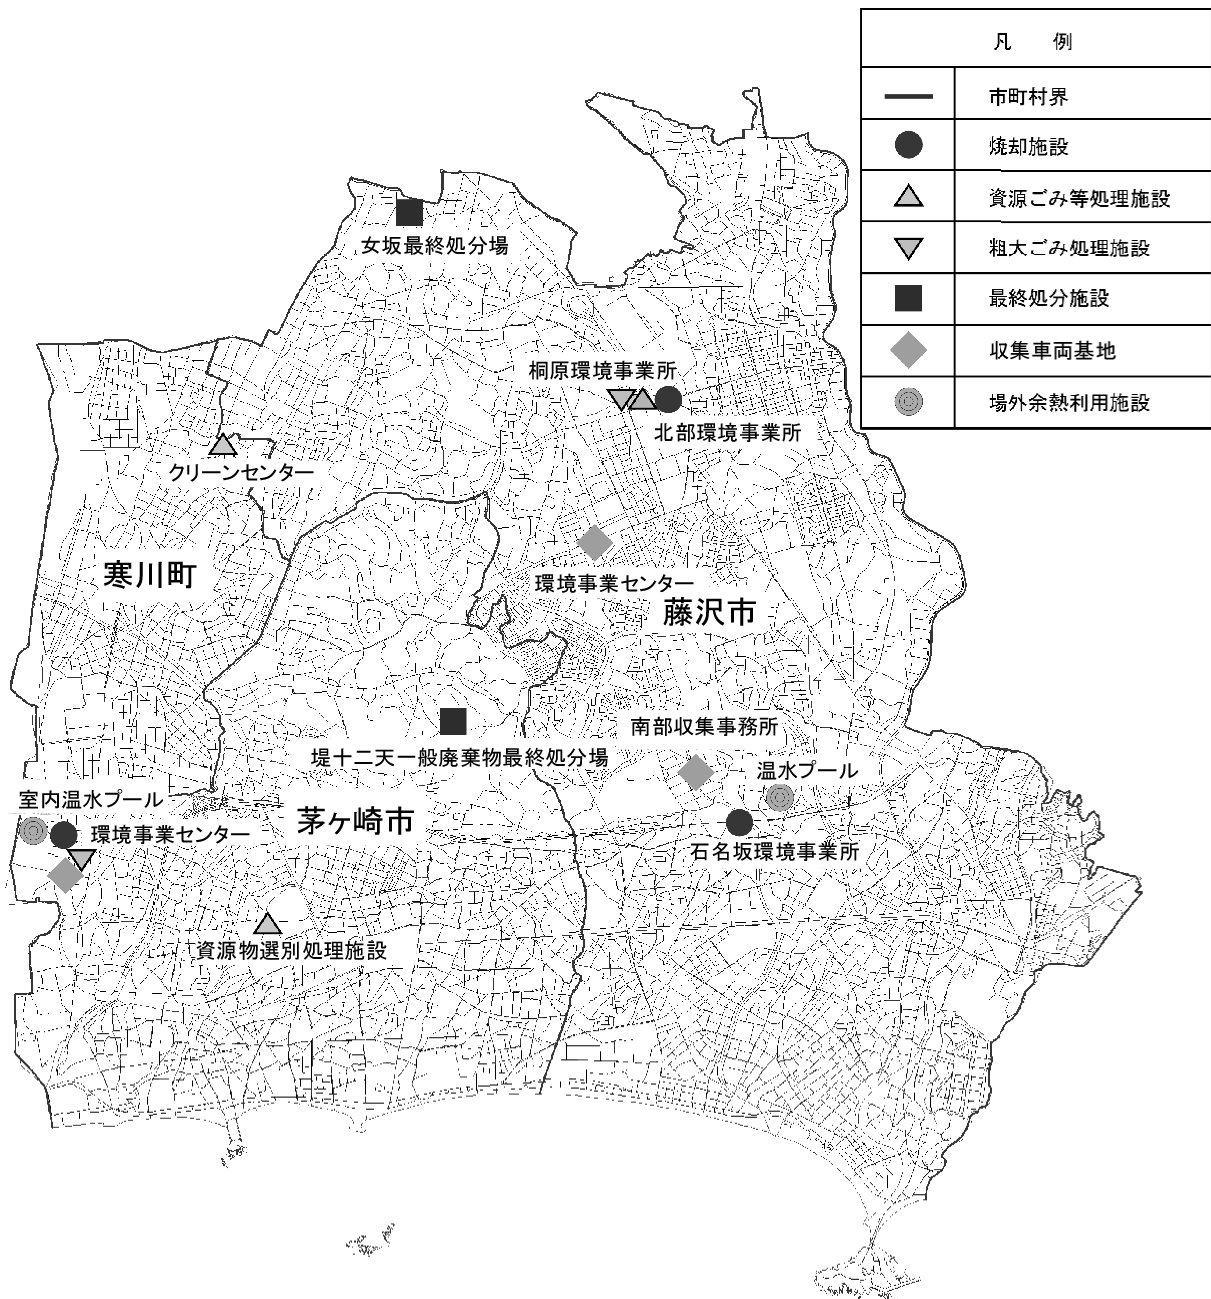 凡 例
市町村界
焼却施設
資源ごみ等処理施設
粗大ごみ処理施設
最終処分施設
収集車両基地
場外余熱利用施設
女坂最終処分場
桐原環境事業所
北部環境事業所
クリーンセンター
寒川町
環境事業センター
藤沢市
南部収集事務所
堤十二天一般廃棄物最終処分場
温水プール
室内温水プール
茅ヶ崎市
環境事業センター
石名坂環境事業所
資源物選別処理施設